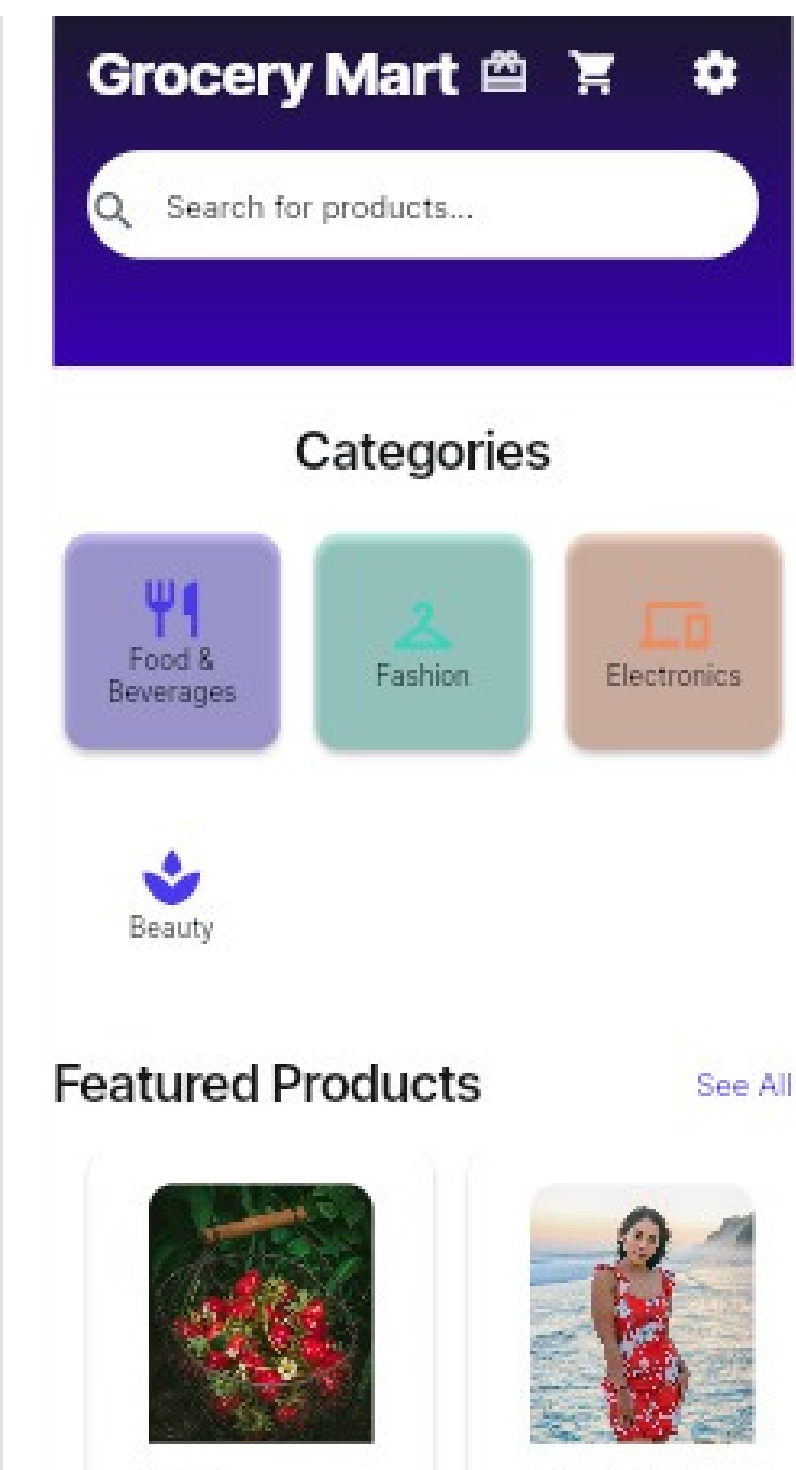 Grocery Mart
Search for products...
Categories
Food &
Beverages
Fashion
Electronics
Beauty
Featured Products
See All